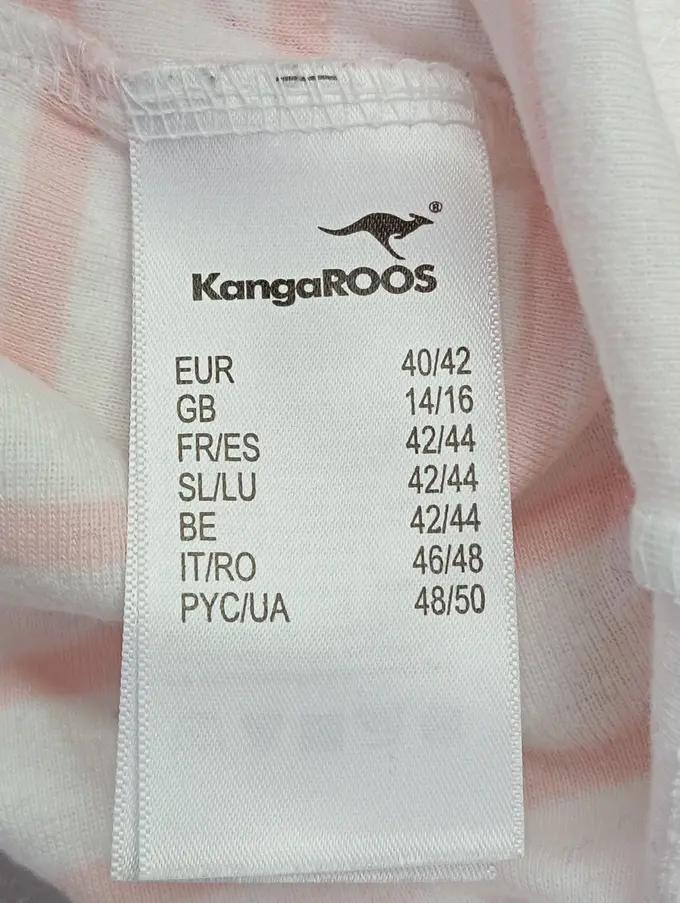 ®
KangaROOS
EUR 40/42
GB 14/16
FR/ES 42/44
SL/LU 42/44
BE 42/44
IT/RO 46/48
PYC/UA 48/50